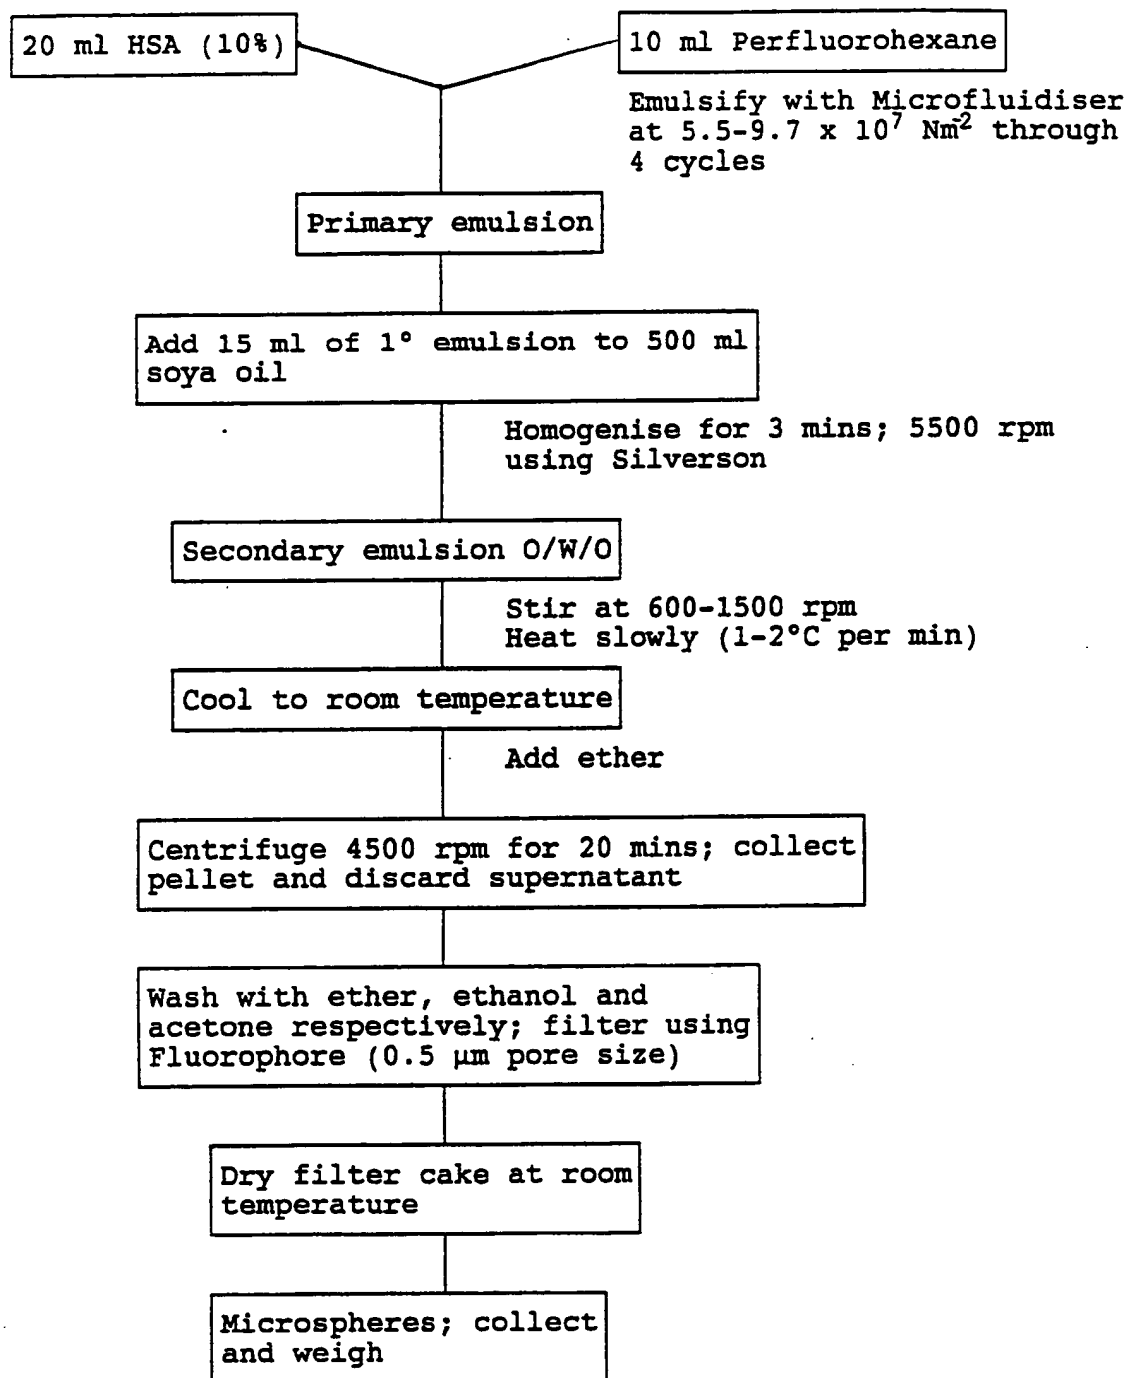 20 ml HSA (10%)
10 ml Perfluorohexane
Emulsify with Microfluidiser
at 5.5-9.7 x 10⁷ Nm⁻² through
4 cycles
Primary emulsion
Add 15 ml of 1° emulsion to 500 ml
soya oil
Homogenise for 3 mins; 5500 rpm
using Silverson
Secondary emulsion O/W/O
Stir at 600-1500 rpm
Heat slowly (1-2°C per min)
Cool to room temperature
Add ether
Centrifuge 4500 rpm for 20 mins; collect
pellet and discard supernatant
Wash with ether, ethanol and
acetone respectively; filter using
Fluorophore (0.5 μm pore size)
Dry filter cake at room
temperature
Microspheres; collect
and weigh